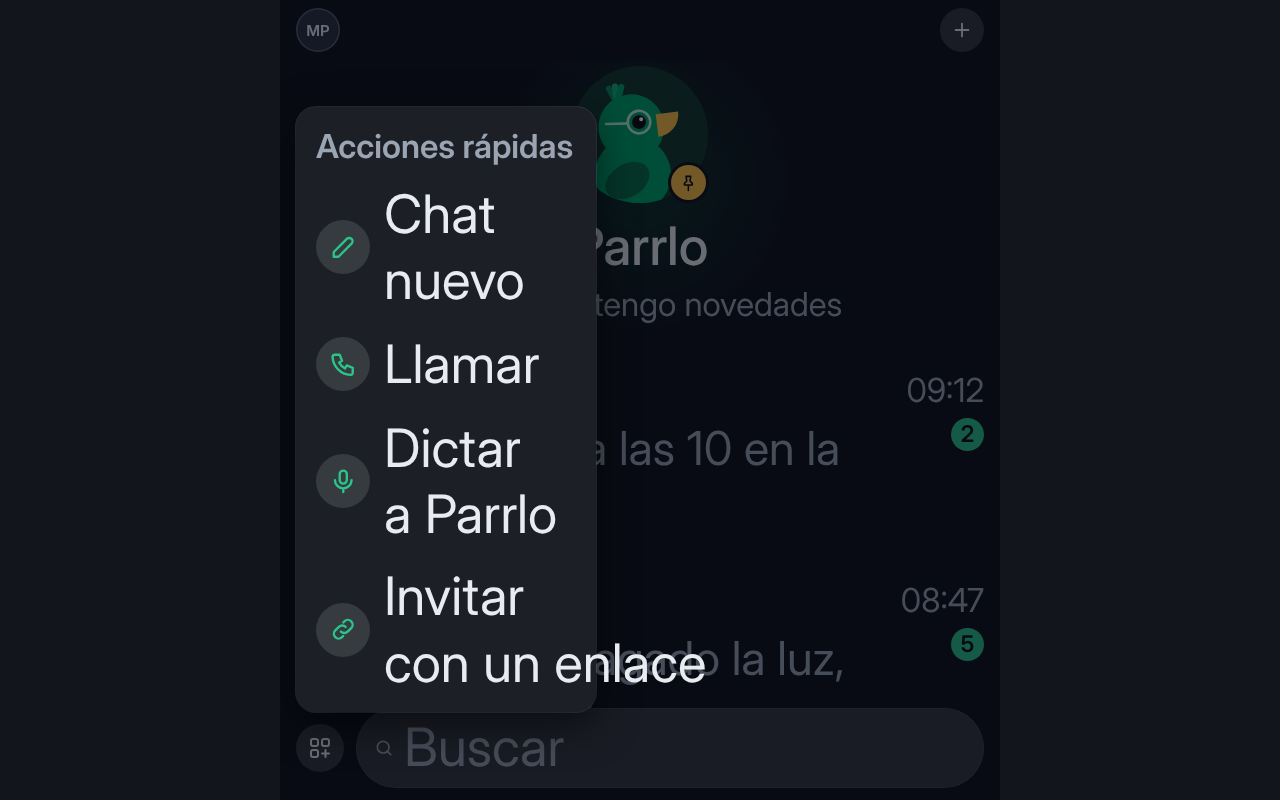 MP
Acciones rápidas
Chat
nuevo
Llamar
Dictar
a Parrlo
Invitar
con un enlace
Parrlo
tengo novedades
09:12
a las 10 en la
2
08:47
la luz,
5
Buscar